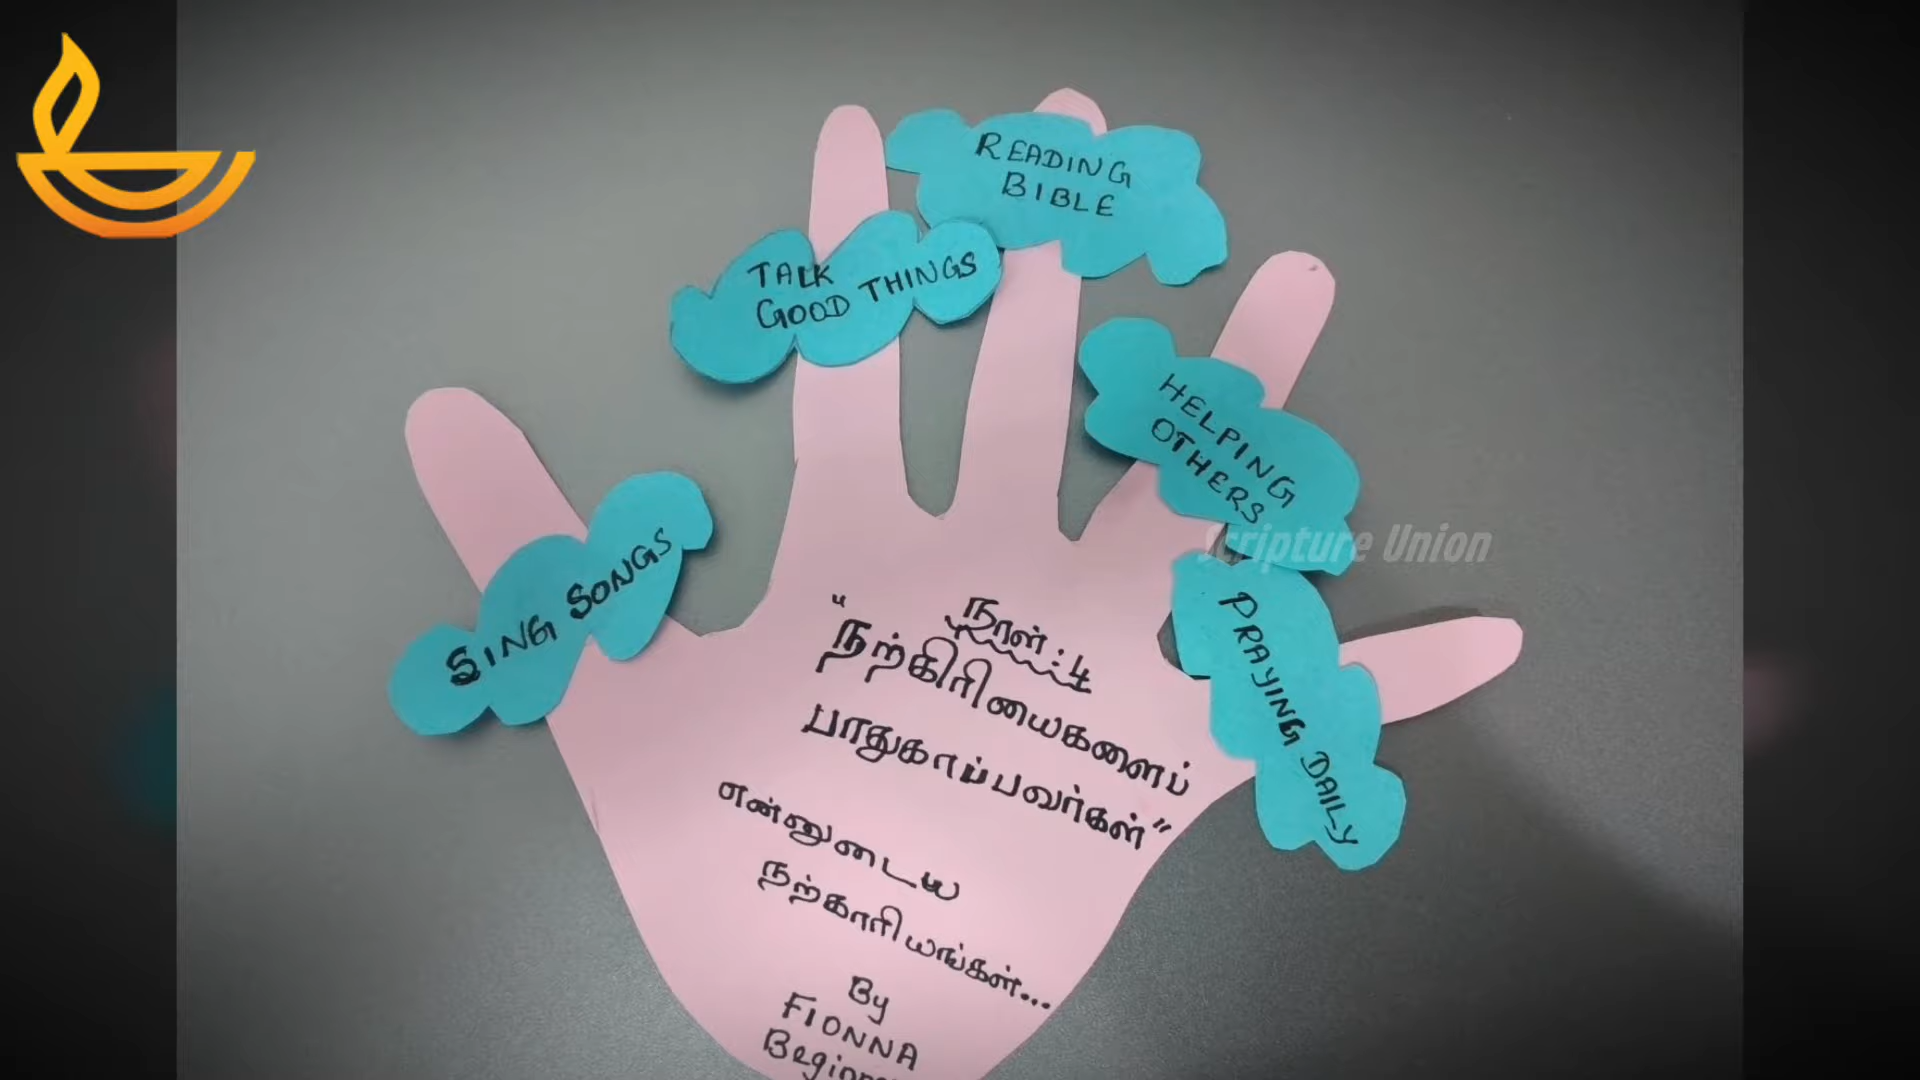 READING
BIBLE
TALK
GOOD THINGS
HELPING
OTHERS
SING SONGS
PRAYING DAILY
Scripture Union
நாள் : 4
"நற்கிரியைகளைப்
பாதுகாப்பவர்கள்"
என்னுடைய
நற்காரியங்கள்...
By
FIONNA